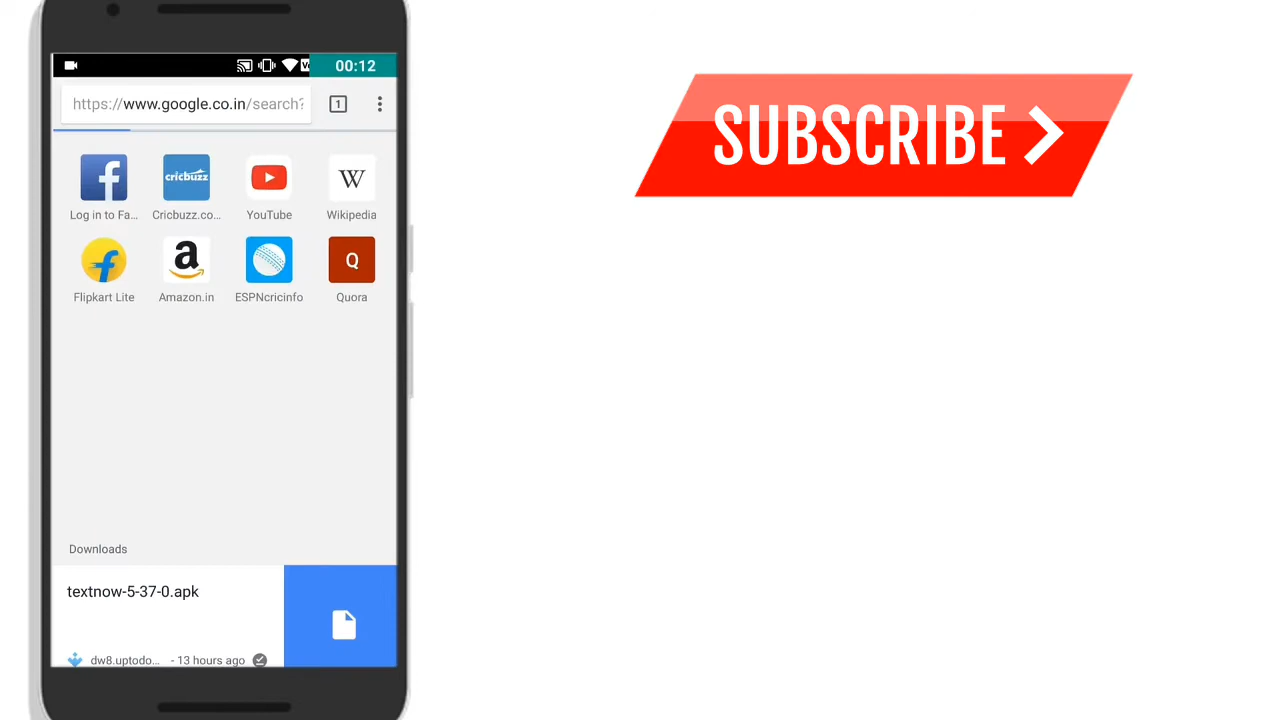 00:12
https://www.google.co.in/search?
1
SUBSCRIBE
f
cricbuzz
W
Log in to Fa...
Cricbuzz.co...
YouTube
Wikipedia
f
a
Q
Flipkart Lite
Amazon.in
ESPNcricinfo
Quora
Downloads
textnow-5-37-0.apk
dw8.uptodo... - 13 hours ago